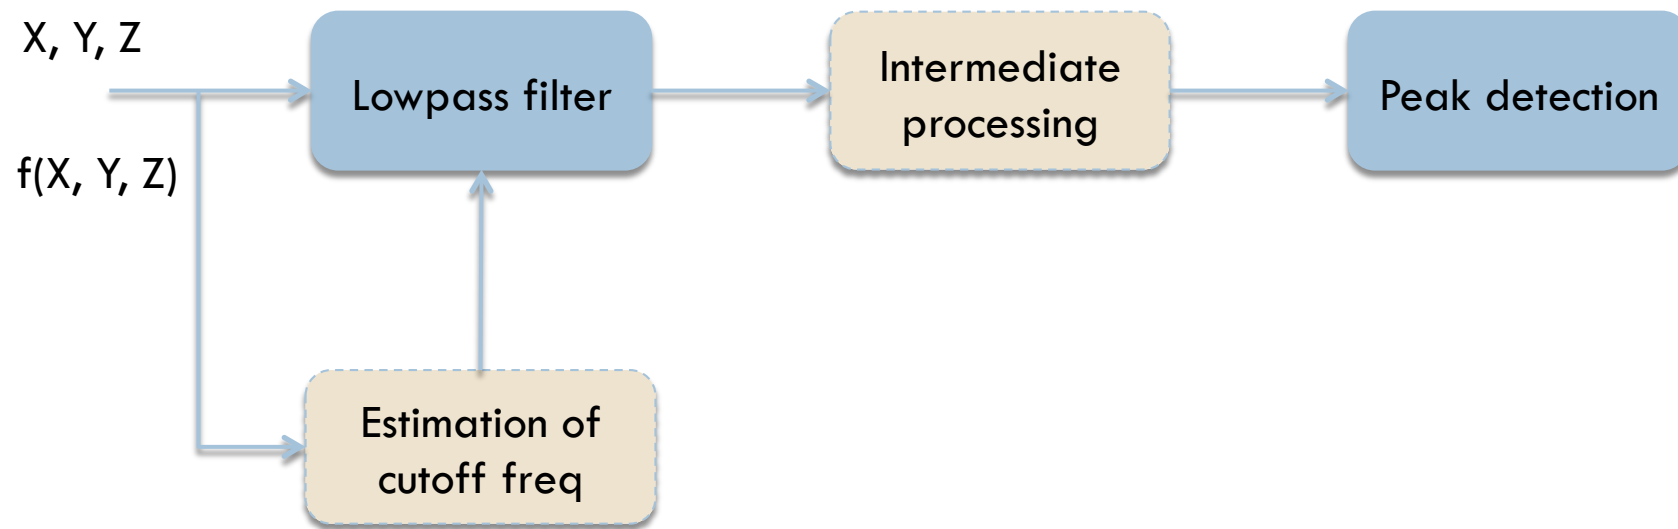 X, Y, Z
f(X, Y, Z)
Lowpass filter
Intermediate
processing
Peak detection
Estimation of
cutoff freq